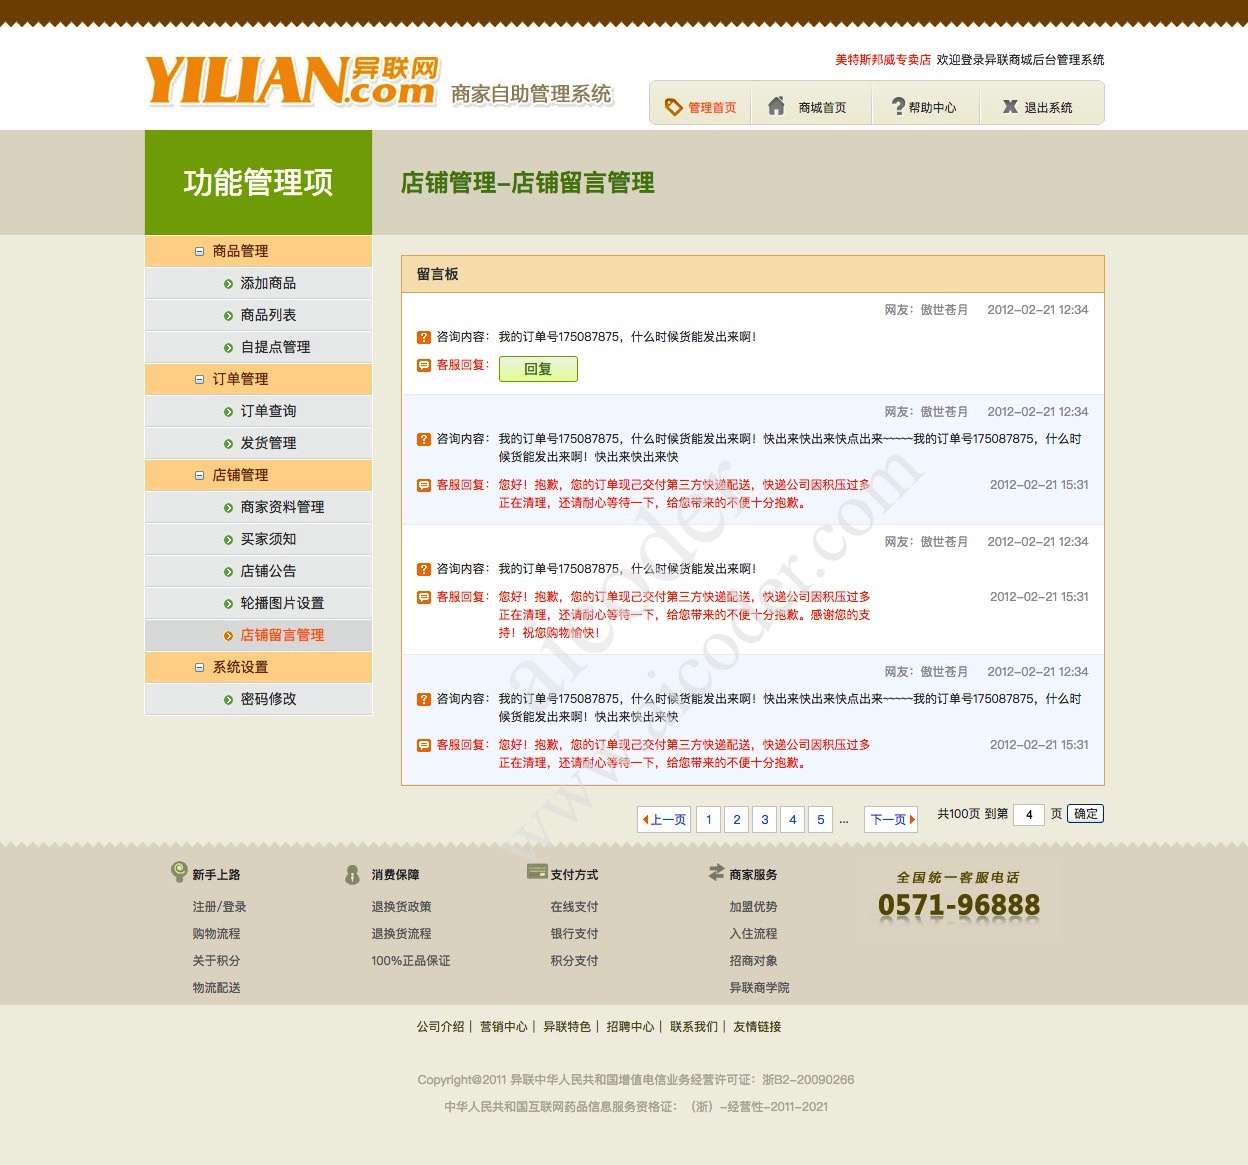 YILIAN异联网.com 商家自助管理系统
美特斯邦威专卖店 欢迎登录异联商城后台管理系统
管理首页 商城首页 帮助中心 退出系统
功能管理项
店铺管理-店铺留言管理
商品管理
添加商品
商品列表
自提点管理
订单管理
订单查询
发货管理
店铺管理
商家资料管理
买家须知
店铺公告
轮播图片设置
店铺留言管理
系统设置
密码修改
留言板
网友：傲世苍月 2012-02-21 12:34
咨询内容： 我的订单号175087875，什么时候货能发出来啊！
客服回复： 回复
网友：傲世苍月 2012-02-21 12:34
咨询内容： 我的订单号175087875，什么时候货能发出来啊！快出来快出来快点出来~~~~~我的订单号175087875，什么时
候货能发出来啊！快出来快出来快
客服回复： 您好！抱歉，您的订单现己交付第三方快递配送，快递公司因积压过多 2012-02-21 15:31
正在清理，还请耐心等待一下，给您带来的不便十分抱歉。
网友：傲世苍月 2012-02-21 12:34
咨询内容： 我的订单号175087875，什么时候货能发出来啊！
客服回复： 您好！抱歉，您的订单现己交付第三方快递配送，快递公司因积压过多 2012-02-21 15:31
正在清理，还请耐心等待一下，给您带来的不便十分抱歉。感谢您的支
持！祝您购物愉快！
网友：傲世苍月 2012-02-21 12:34
咨询内容： 我的订单号175087875，什么时候货能发出来啊！快出来快出来快点出来~~~~~我的订单号175087875，什么时
候货能发出来啊！快出来快出来快
客服回复： 您好！抱歉，您的订单现己交付第三方快递配送，快递公司因积压过多 2012-02-21 15:31
正在清理，还请耐心等待一下，给您带来的不便十分抱歉。
aicoder
www.aicoder.com
上一页 1 2 3 4 5 ... 下一页 共100页 到第 4 页 确定
新手上路
注册/登录
购物流程
关于积分
物流配送
消费保障
退换货政策
退换货流程
100%正品保证
支付方式
在线支付
银行支付
积分支付
商家服务
加盟优势
入住流程
招商对象
异联商学院
全国统一客服电话
0571-96888
公司介绍 | 营销中心 | 异联特色 | 招聘中心 | 联系我们 | 友情链接
Copyright@2011 异联中华人民共和国增值电信业务经营许可证：浙B2-20090266
中华人民共和国互联网药品信息服务资格证：（浙）-经营性-2011-2021